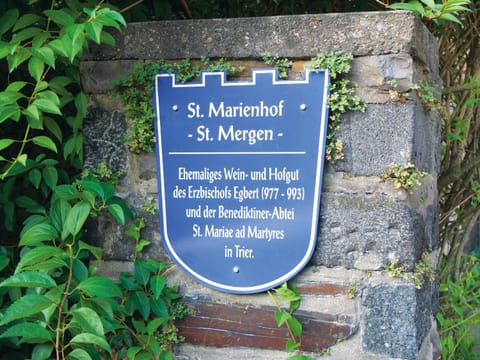 St. Marienhof
- St. Mergen -
Ehemaliges Wein- und Hofgut
des Erzbischofs Egbert (977 - 993)
und der Benediktiner-Abtei
St. Mariae ad Martyres
in Trier.